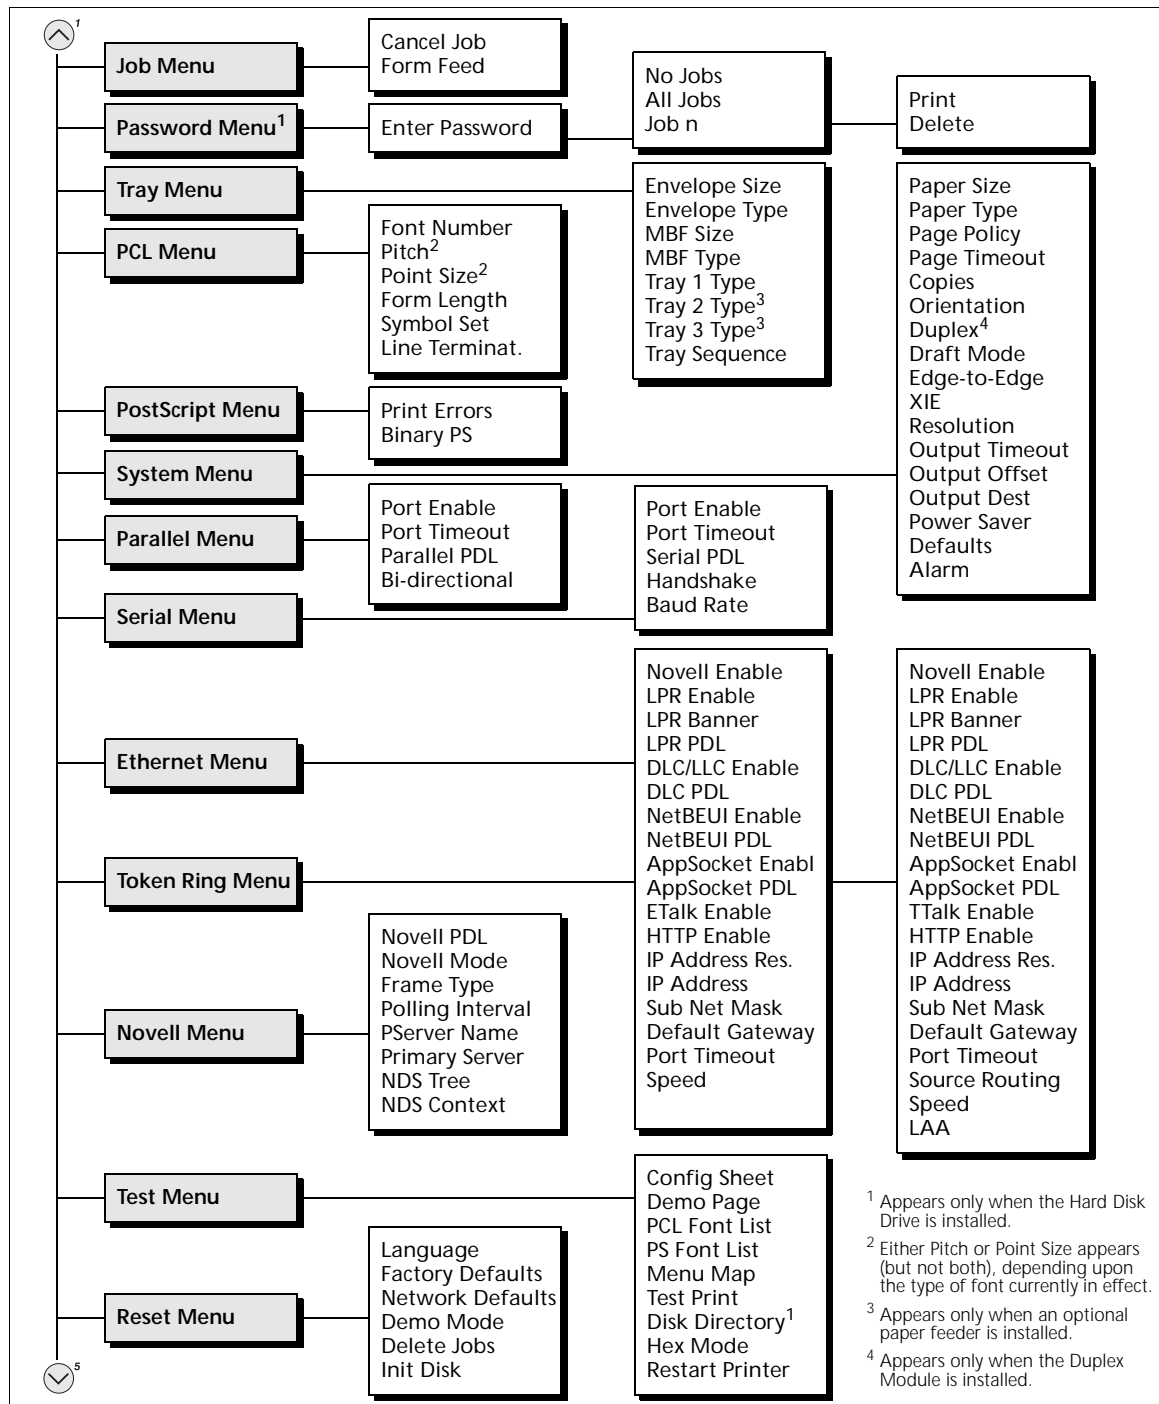 1
Job Menu
Cancel Job
Form Feed
Password Menu1
Enter Password
No Jobs
All Jobs
Job n
Print
Delete
Tray Menu
Envelope Size
Envelope Type
MBF Size
MBF Type
Tray 1 Type
Tray 2 Type3
Tray 3 Type3
Tray Sequence
PCL Menu
Font Number
Pitch2
Point Size2
Form Length
Symbol Set
Line Terminat.
PostScript Menu
Print Errors
Binary PS
System Menu
Paper Size
Paper Type
Page Policy
Page Timeout
Copies
Orientation
Duplex4
Draft Mode
Edge-to-Edge
XIE
Resolution
Output Timeout
Output Offset
Output Dest
Power Saver
Defaults
Alarm
Parallel Menu
Port Enable
Port Timeout
Parallel PDL
Bi-directional
Serial Menu
Port Enable
Port Timeout
Serial PDL
Handshake
Baud Rate
Ethernet Menu
Novell Enable
LPR Enable
LPR Banner
LPR PDL
DLC/LLC Enable
DLC PDL
NetBEUI Enable
NetBEUI PDL
AppSocket Enabl
AppSocket PDL
ETalk Enable
HTTP Enable
IP Address Res.
IP Address
Sub Net Mask
Default Gateway
Port Timeout
Speed
Token Ring Menu
Novell Enable
LPR Enable
LPR Banner
LPR PDL
DLC/LLC Enable
DLC PDL
NetBEUI Enable
NetBEUI PDL
AppSocket Enabl
AppSocket PDL
TTalk Enable
HTTP Enable
IP Address Res.
IP Address
Sub Net Mask
Default Gateway
Port Timeout
Source Routing
Speed
LAA
Novell Menu
Novell PDL
Novell Mode
Frame Type
Polling Interval
PServer Name
Primary Server
NDS Tree
NDS Context
Test Menu
Config Sheet
Demo Page
PCL Font List
PS Font List
Menu Map
Test Print
Disk Directory1
Hex Mode
Restart Printer
Reset Menu
Language
Factory Defaults
Network Defaults
Demo Mode
Delete Jobs
Init Disk
5
1 Appears only when the Hard Disk
Drive is installed.
2 Either Pitch or Point Size appears
(but not both), depending upon
the type of font currently in effect.
3 Appears only when an optional
paper feeder is installed.
4 Appears only when the Duplex
Module is installed.